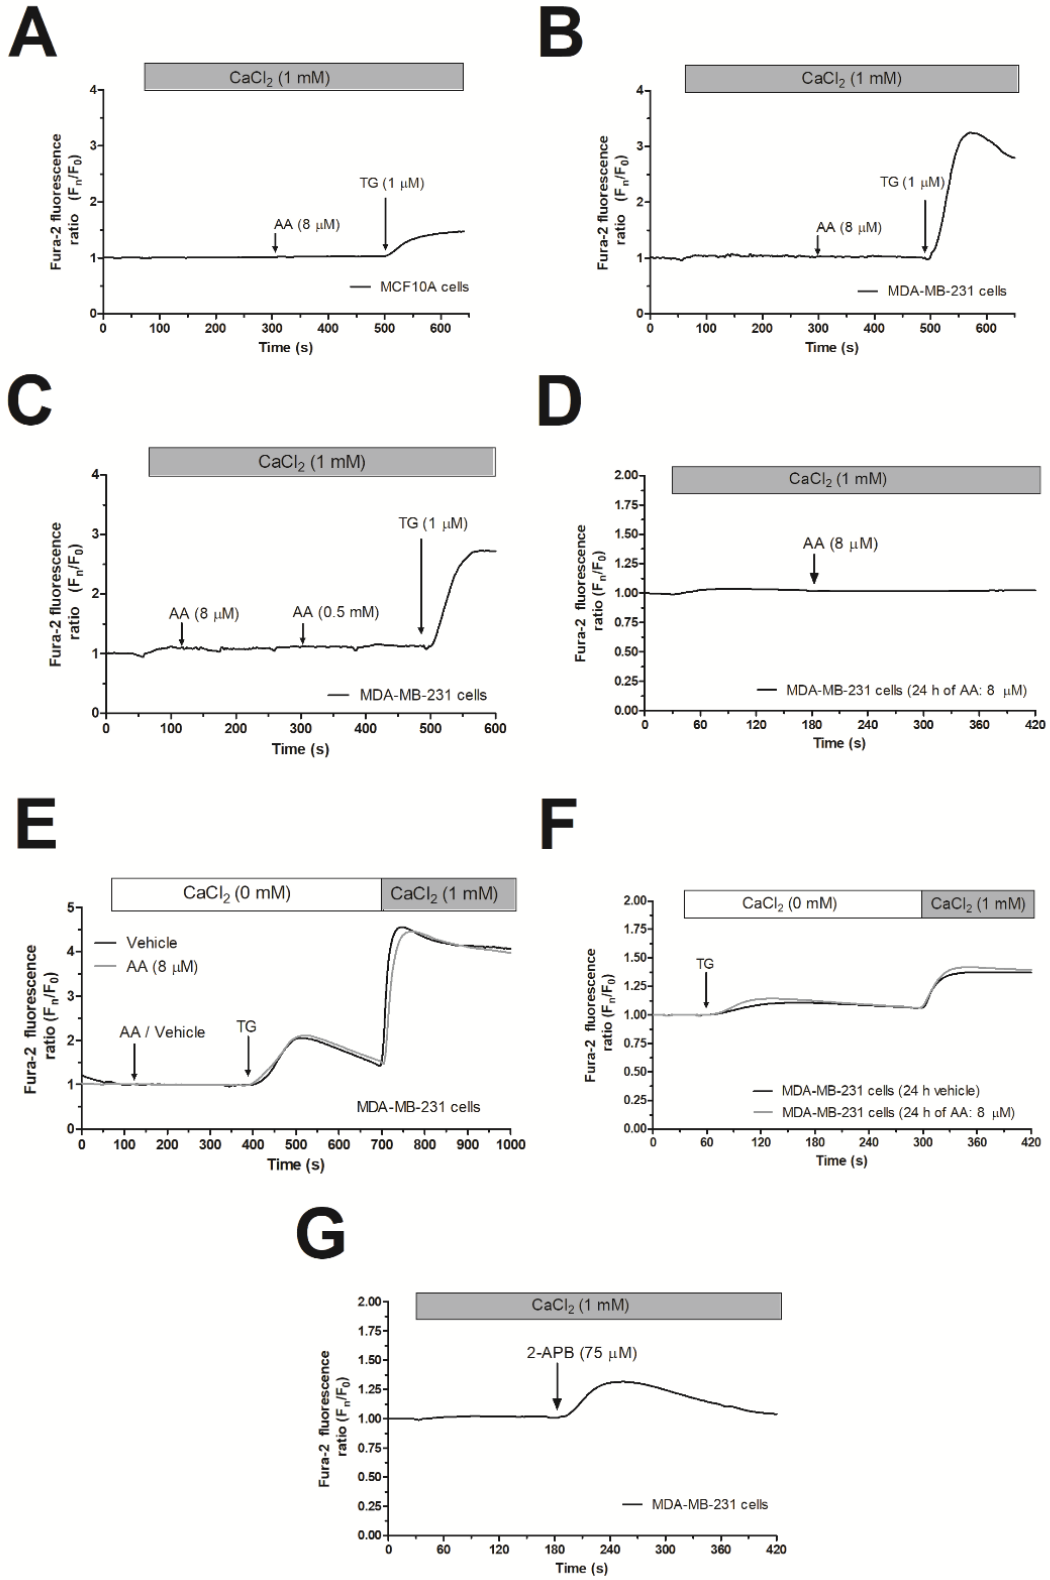 A
CaCl2 (1 mM)
4
3
2
1
0
Fura-2 fluorescence
ratio (Fn/F0)
TG (1 μM)
AA (8 μM)
MCF10A cells
0 100 200 300 400 500 600
Time (s)
B
CaCl2 (1 mM)
4
3
2
1
0
Fura-2 fluorescence
ratio (Fn/F0)
TG (1 μM)
AA (8 μM)
MDA-MB-231 cells
0 100 200 300 400 500 600
Time (s)
C
CaCl2 (1 mM)
4
3
2
1
0
Fura-2 fluorescence
ratio (Fn/F0)
TG (1 μM)
AA (8 μM)
AA (0.5 mM)
MDA-MB-231 cells
0 100 200 300 400 500 600
Time (s)
D
CaCl2 (1 mM)
2.00
1.75
1.50
1.25
1.00
0.75
0.50
0.25
0.00
Fura-2 fluorescence
ratio (Fn/F0)
AA (8 μM)
MDA-MB-231 cells (24 h of AA: 8 μM)
0 60 120 180 240 300 360 420
Time (s)
E
CaCl2 (0 mM)
CaCl2 (1 mM)
5
4
3
2
1
0
Fura-2 fluorescence
ratio (Fn/F0)
Vehicle
AA (8 μM)
AA / Vehicle
TG
MDA-MB-231 cells
0 100 200 300 400 500 600 700 800 900 1000
Time (s)
F
CaCl2 (0 mM)
CaCl2 (1 mM)
2.00
1.75
1.50
1.25
1.00
0.75
0.50
0.25
0.00
Fura-2 fluorescence
ratio (Fn/F0)
TG
MDA-MB-231 cells (24 h vehicle)
MDA-MB-231 cells (24 h of AA: 8 μM)
0 60 120 180 240 300 360 420
Time (s)
G
CaCl2 (1 mM)
2.00
1.75
1.50
1.25
1.00
0.75
0.50
0.25
0.00
Fura-2 fluorescence
ratio (Fn/F0)
2-APB (75 μM)
MDA-MB-231 cells
0 60 120 180 240 300 360 420
Time (s)